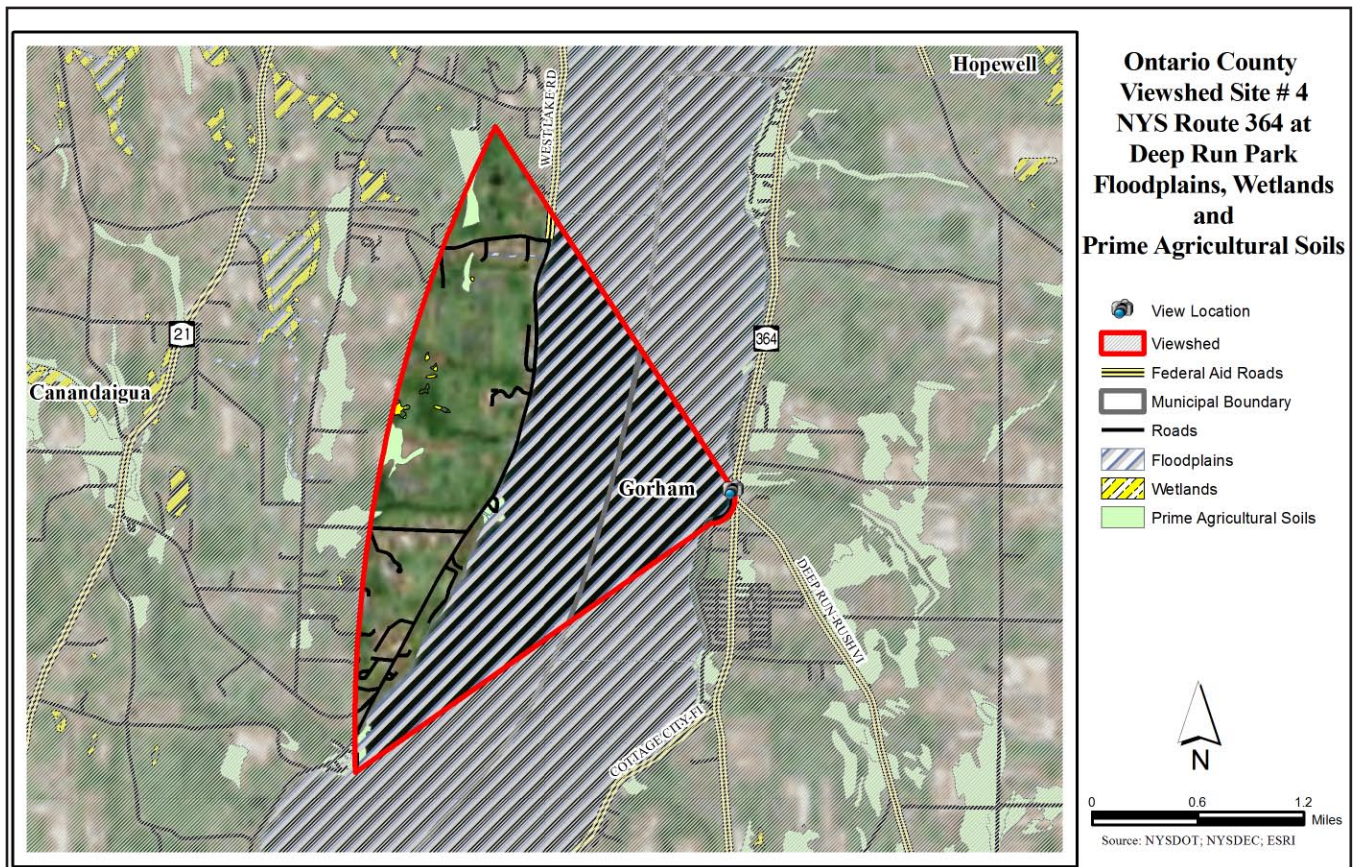 Ontario County
Viewshed Site # 4
NYS Route 364 at
Deep Run Park
Floodplains, Wetlands
and
Prime Agricultural Soils
View Location
Viewshed
Federal Aid Roads
Municipal Boundary
Roads
Floodplains
Wetlands
Prime Agricultural Soils
N
0 0.6 1.2
Miles
Source: NYSDOT; NYSDEC; ESRI
Hopewell
WEST LAKE RD
21
364
Canandaigua
Gorham
DEEP RUN-RUSHVI
COTTAGE CITY-FI